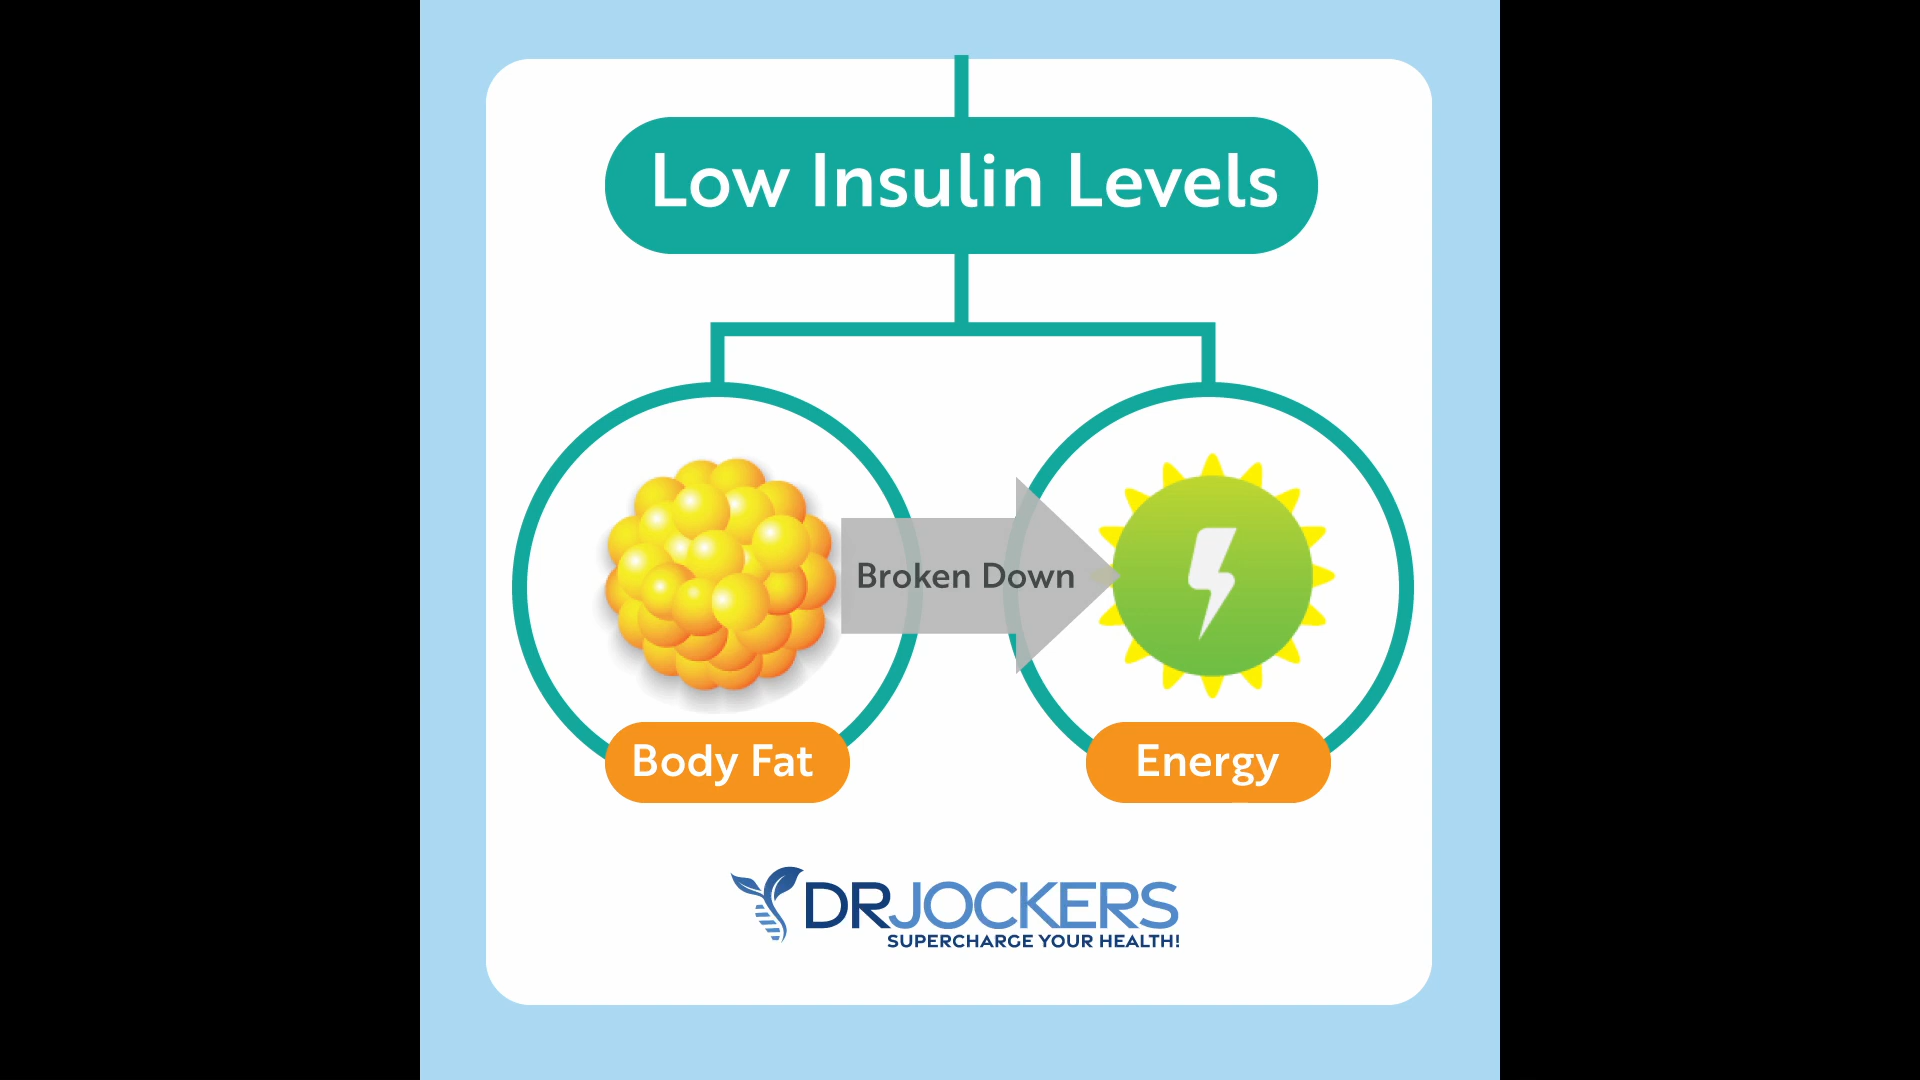 Low Insulin Levels
Broken Down
Body Fat
Energy
DRJOCKERS
SUPERCHARGE YOUR HEALTH!